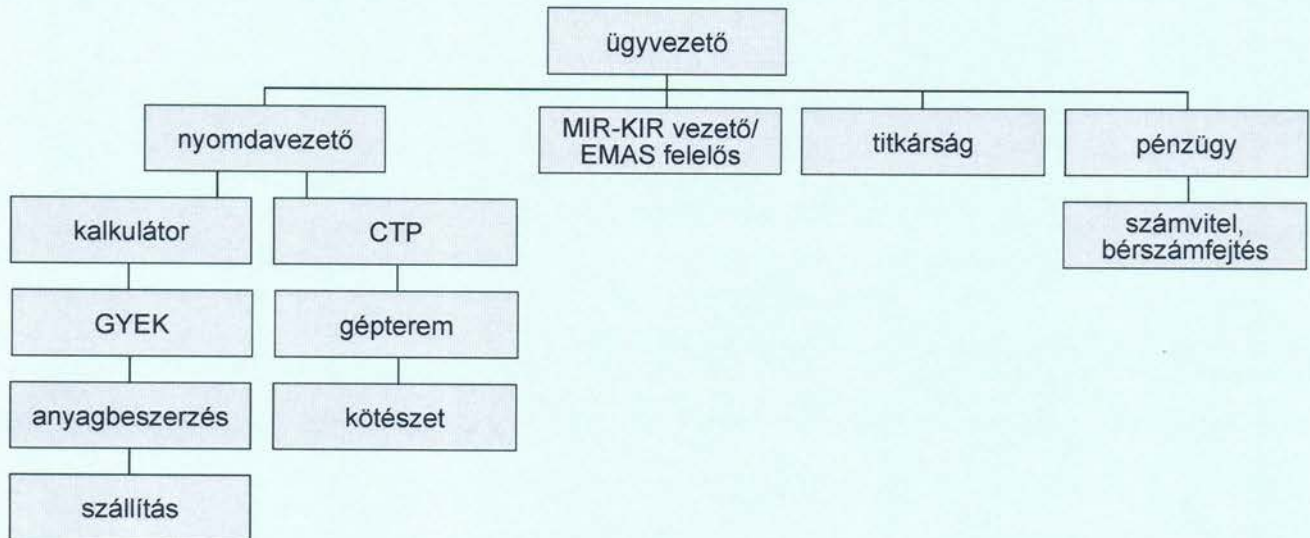 ügyvezető
nyomdavezető
MIR-KIR vezető/
EMAS felelős
titkárság
pénzügy
kalkulátor
CTP
számvitel,
bérszámfejtés
GYEK
gépterem
anyagbeszerzés
kötészet
szállítás